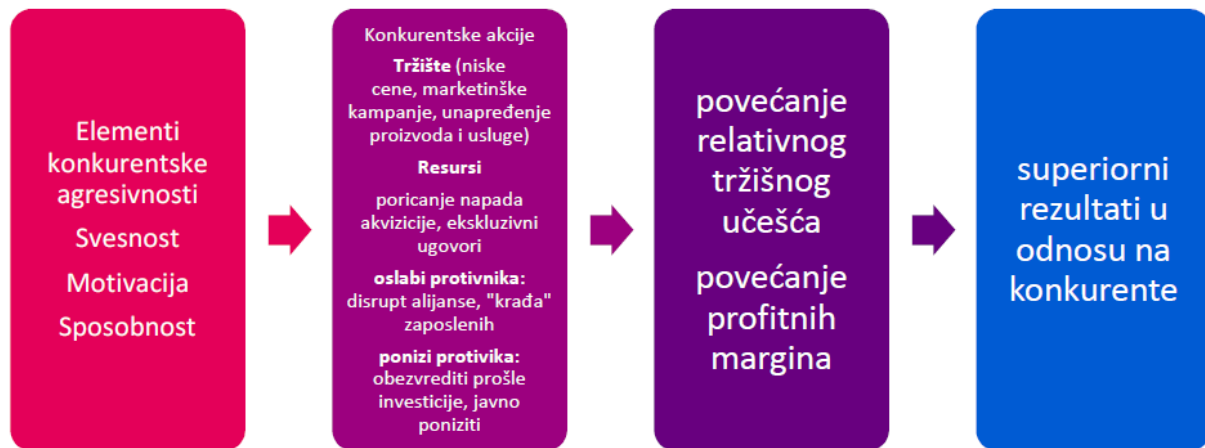 Elementi
konkurentske
agresivnosti
Svesnost
Motivacija
Sposobnost
Konkurentske akcije
Tržište (niske
cene, marketinške
kampanje, unapređenje
proizvoda i usluge)
Resursi
poricanje napada
akvizicije, ekskluzivni
ugovori
oslabi protivnika:
disrupt alijanse, "krađa"
zaposlenih
ponizi protivika:
obezvrediti prošle
investicije, javno
poniziti
povećanje
relativnog
tržišnog
učešća
povećanje
profitnih
margina
superiorni
rezultati u
odnosu na
konkurente